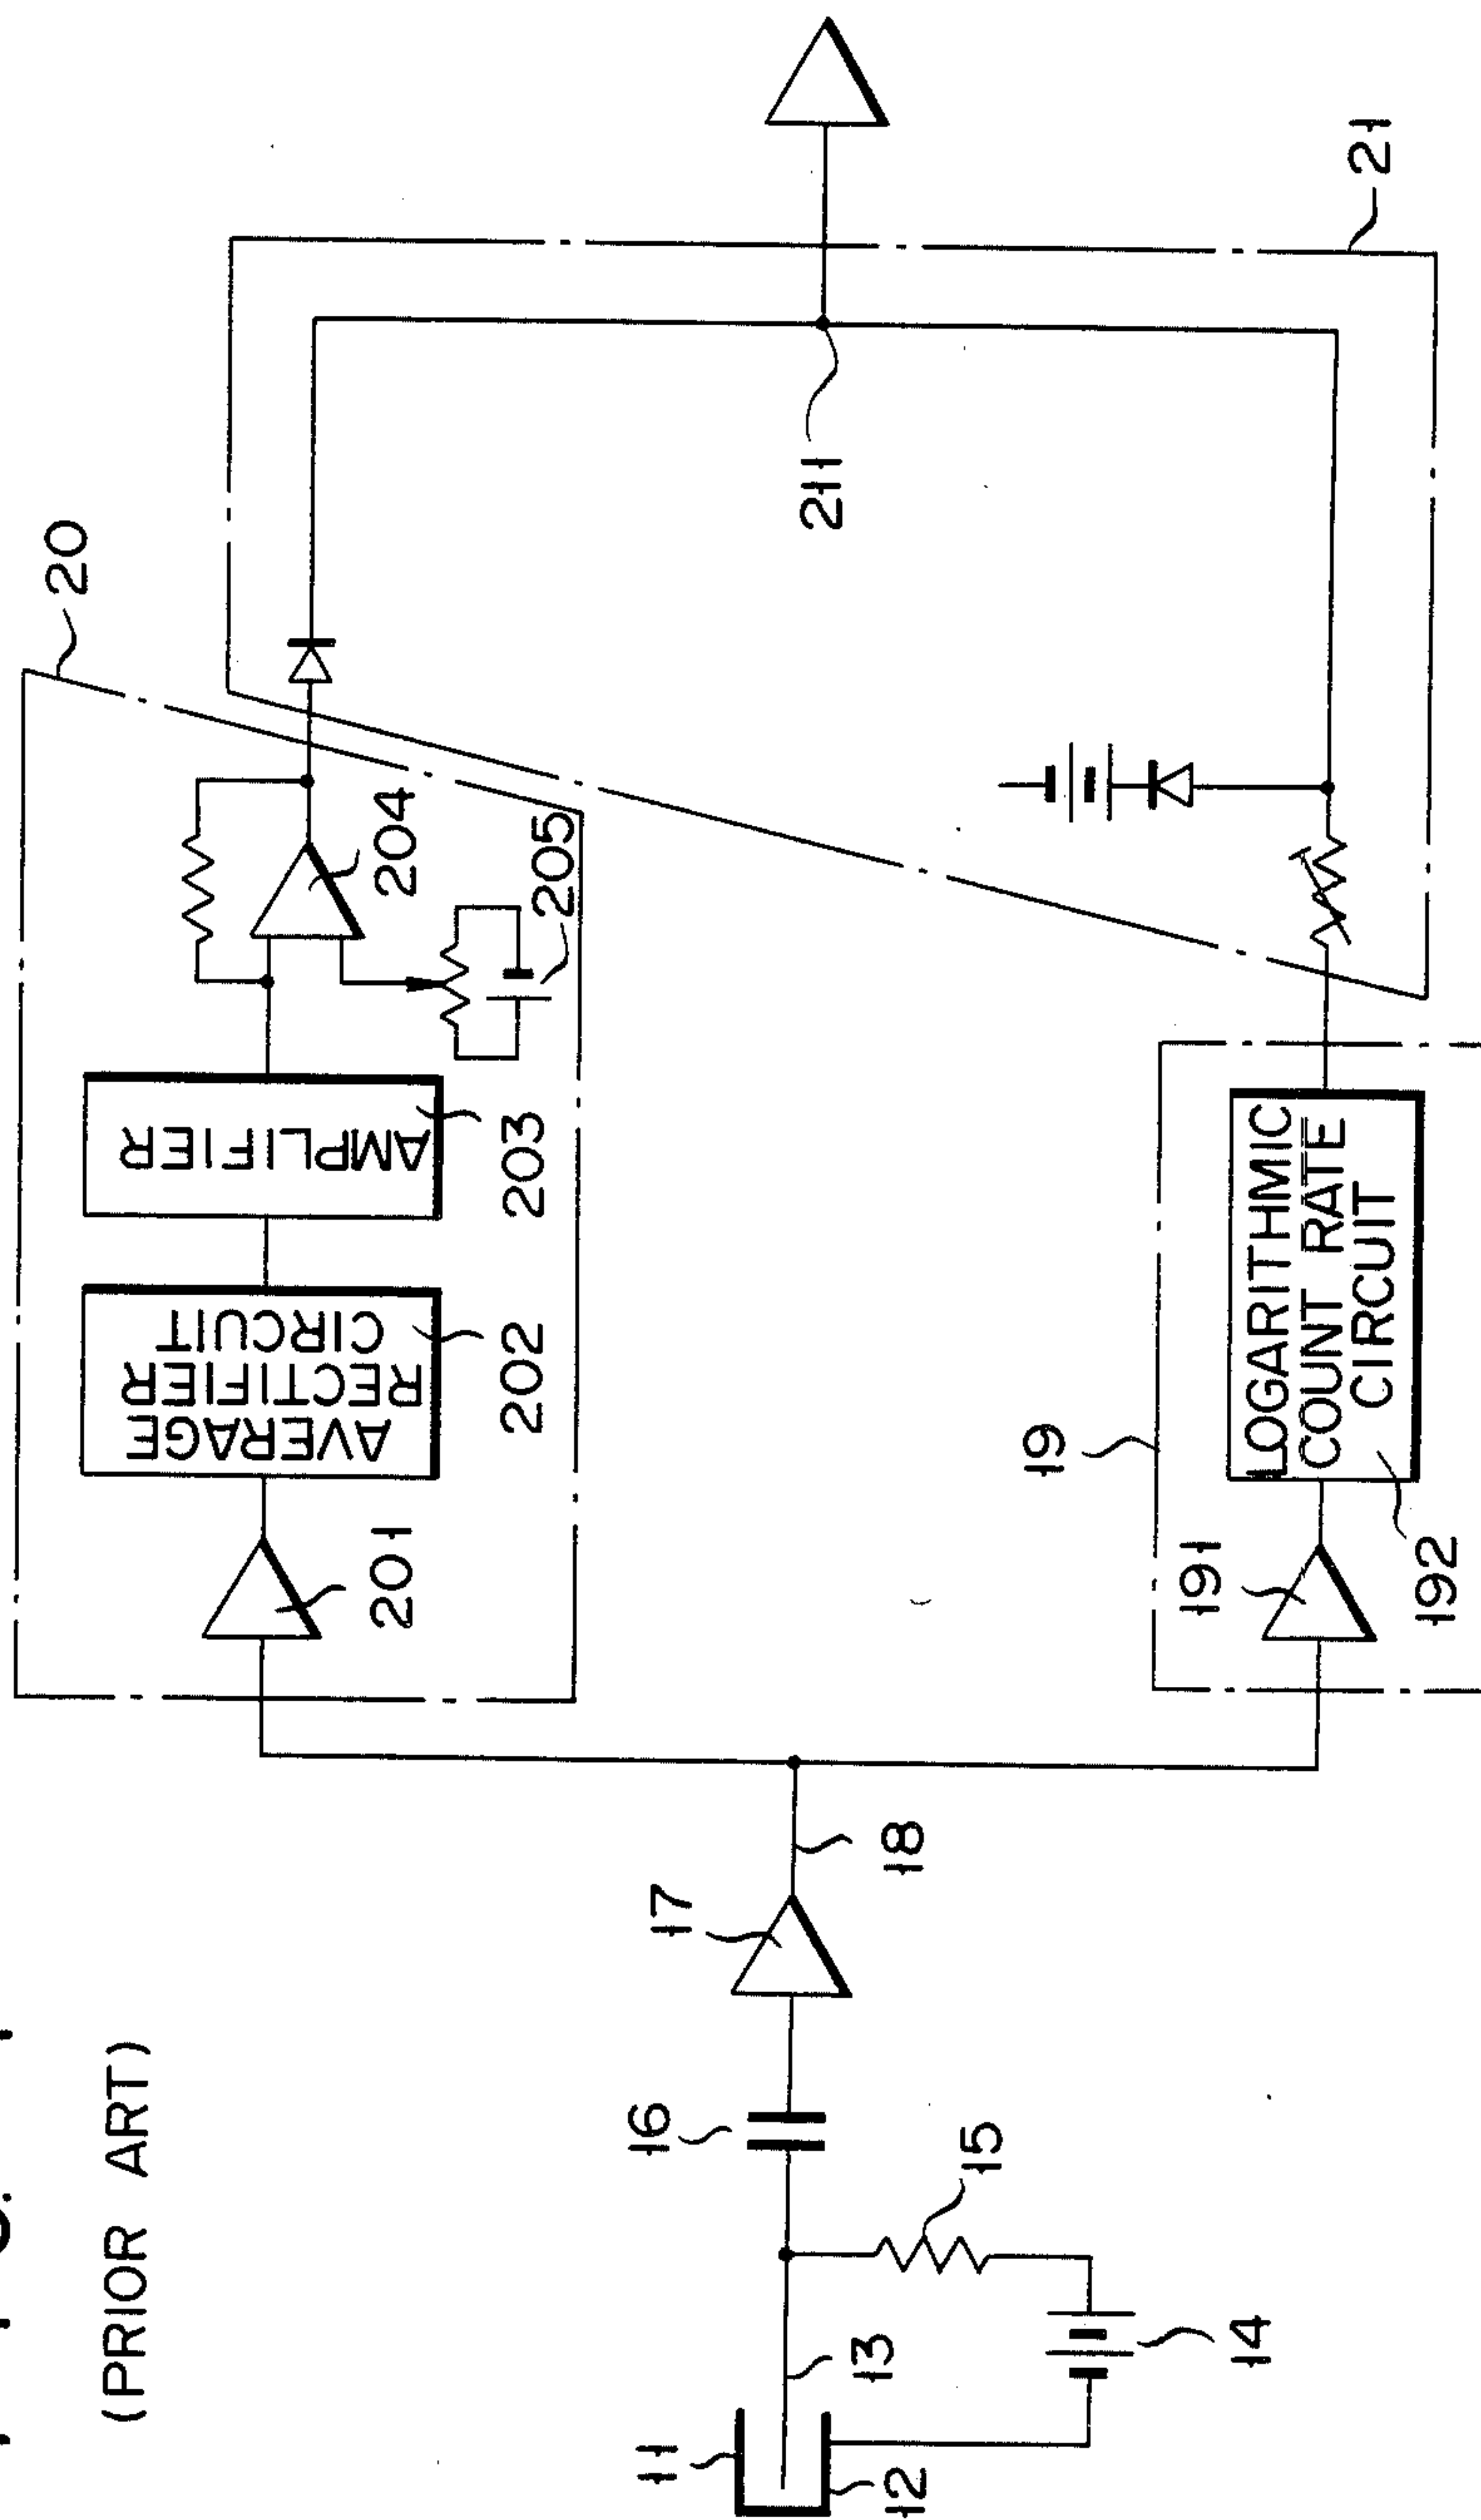 (PRIOR ART)
20
201
AVERAGE
RECTIFIER
CIRCUIT
202
AMPLIFIER
203
204
205
21
211
11
12
13
14
15
16
17
18
19
191
192
LOGARITHMIC
COUNT RATE
CIRCUIT